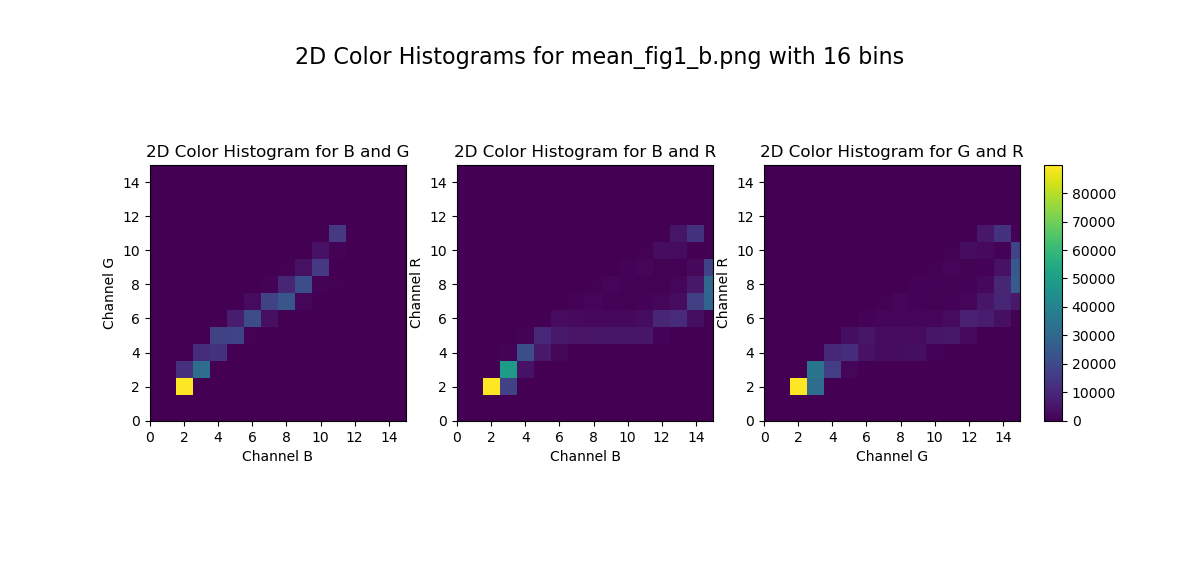 2D Color Histograms for mean_fig1_b.png with 16 bins
2D Color Histogram for B and G
2D Color Histogram for B and R
2D Color Histogram for G and R
Channel G
14
12
10
8
6
4
2
0
0 2 4 6 8 10 12 14
Channel B
Channel R
14
12
10
8
6
4
2
0
0 2 4 6 8 10 12 14
Channel B
Channel R
14
12
10
8
6
4
2
0
0 2 4 6 8 10 12 14
Channel G
80000
70000
60000
50000
40000
30000
20000
10000
0